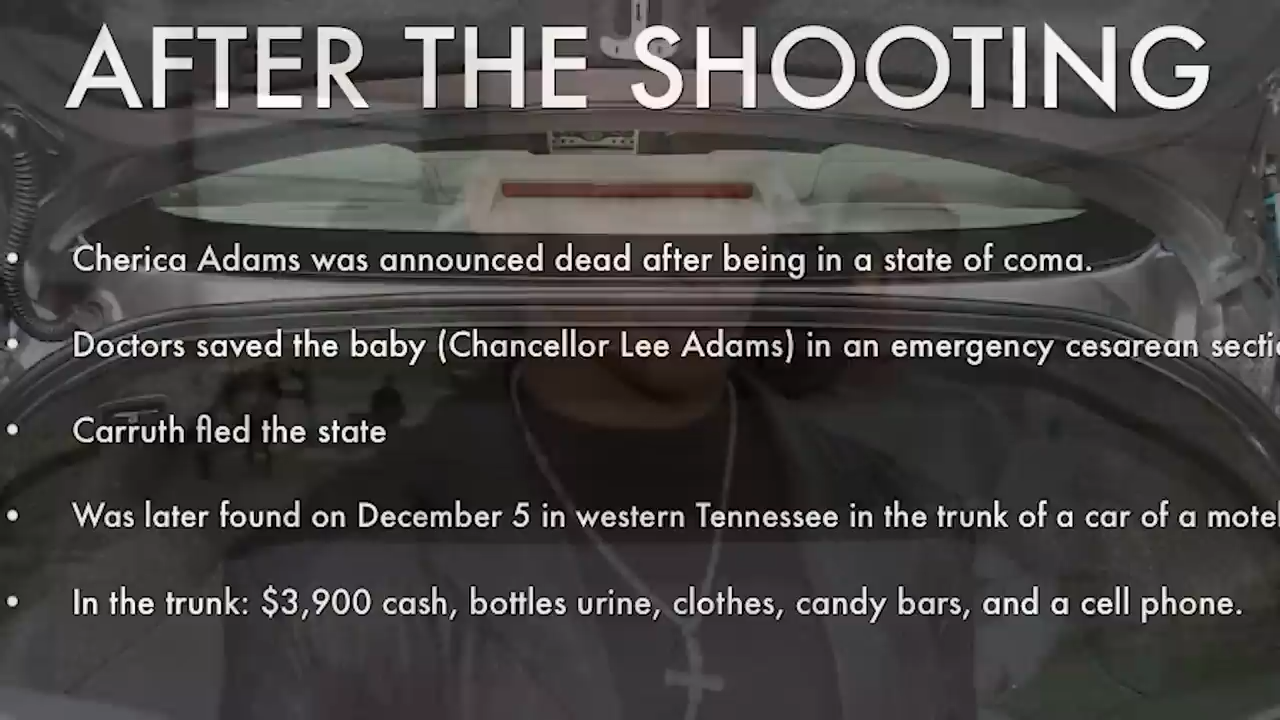 AFTER THE SHOOTING
• Cherica Adams was announced dead after being in a state of coma.
• Doctors saved the baby (Chancellor Lee Adams) in an emergency cesarean secti
• Carruth fled the state
• Was later found on December 5 in western Tennessee in the trunk of a car of a motel
• In the trunk: $3,900 cash, bottles urine, clothes, candy bars, and a cell phone.